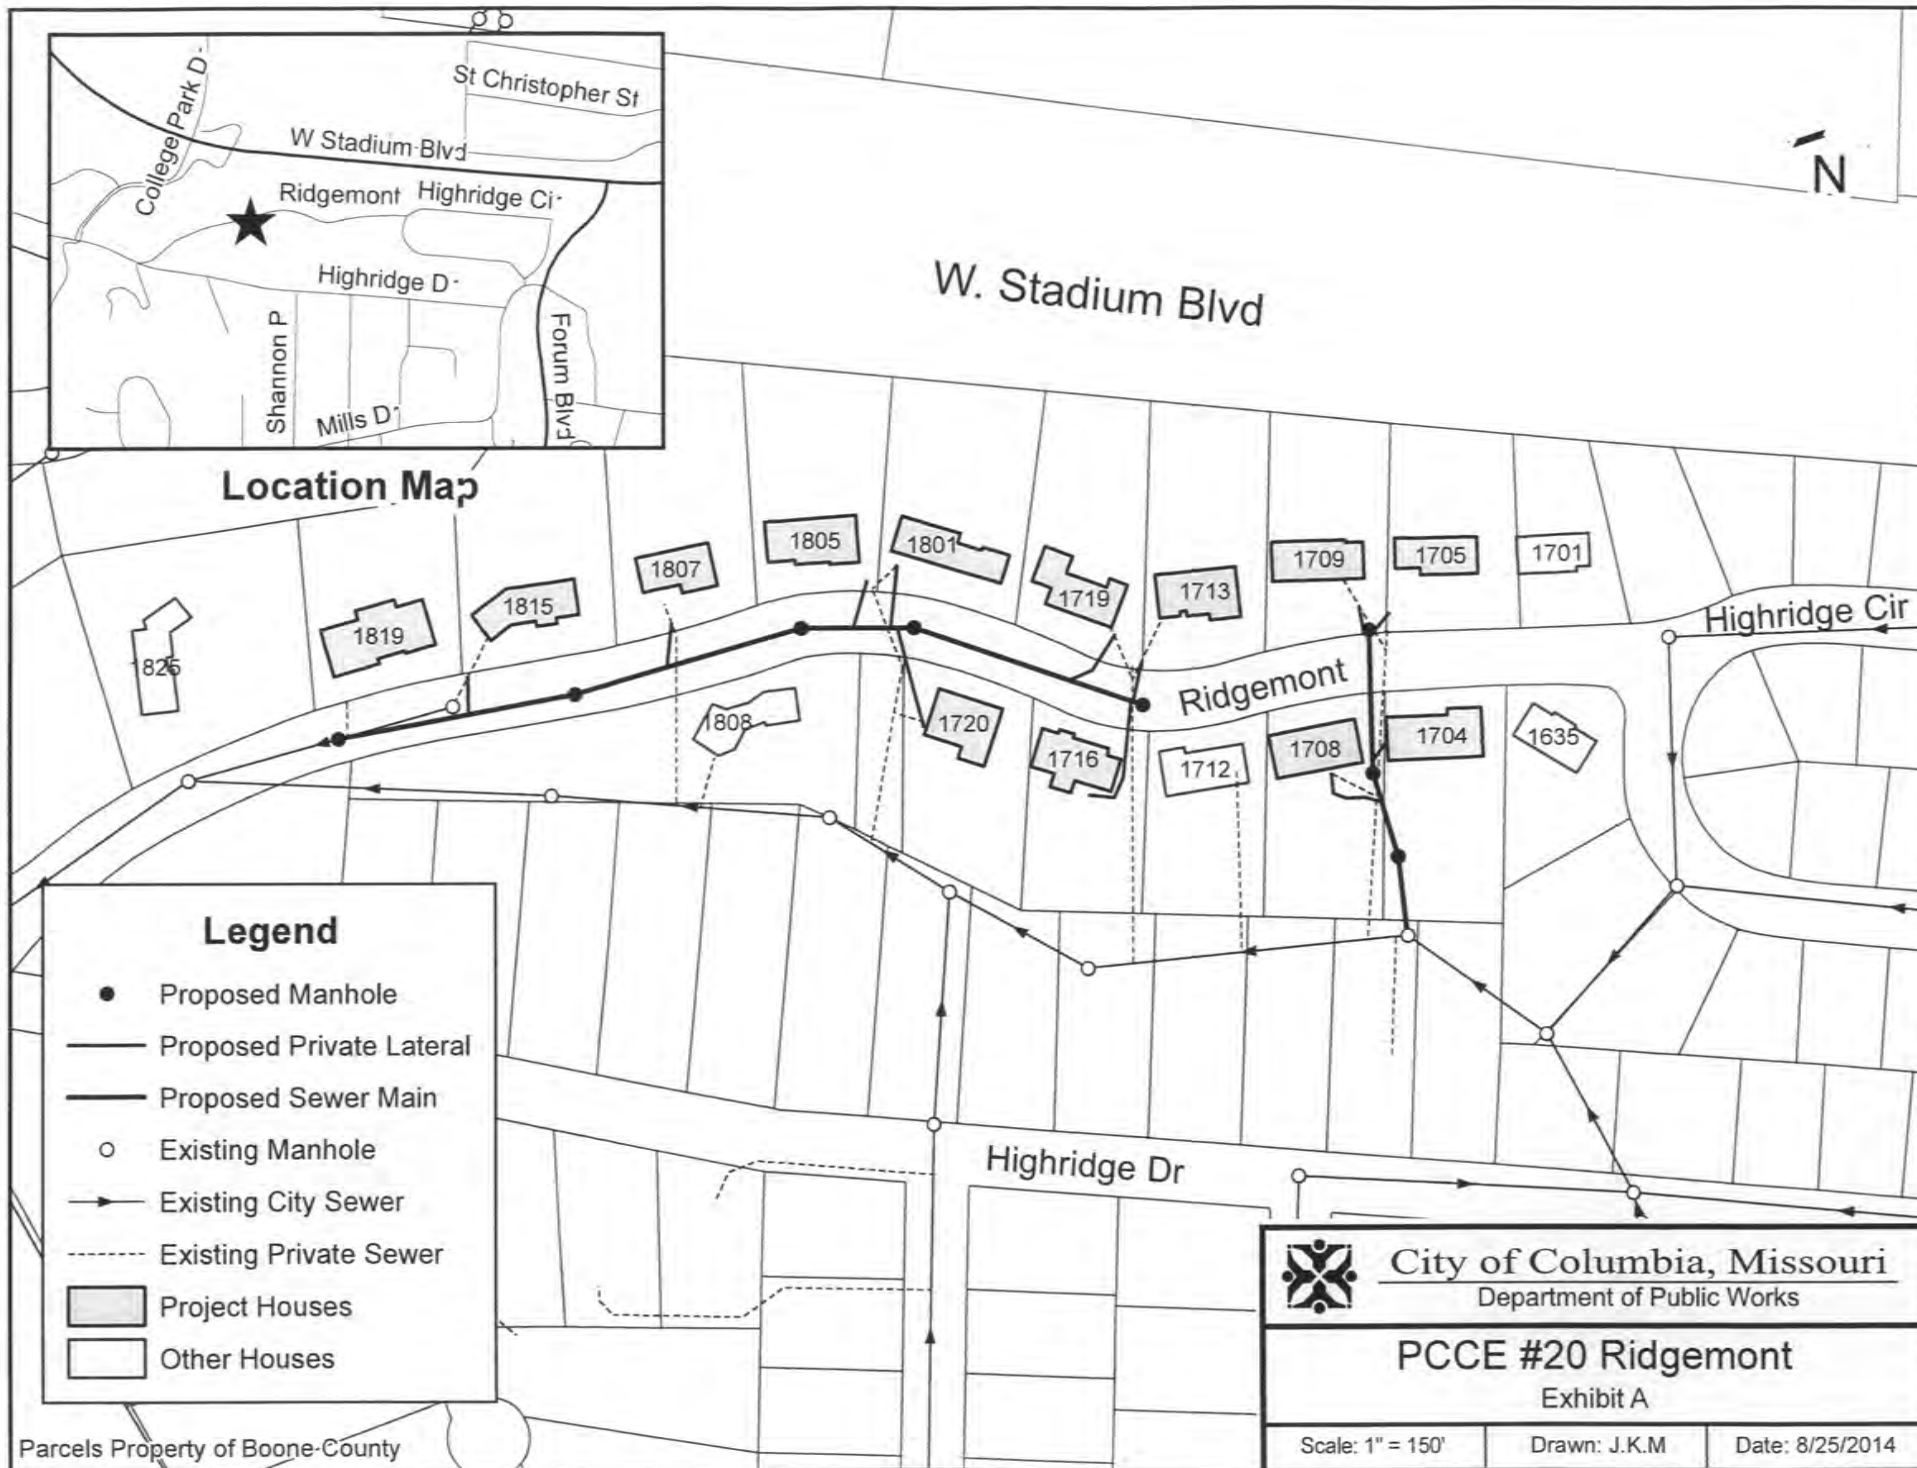 College Park D
St Christopher St
W Stadium Blvd
Ridgemont
Highridge Ci
Highridge D
Shannon P
Mills D
Forum Blvd
Location Map
N
W. Stadium Blvd
1805
1801
1807
1709
1705
1701
1815
1719
1713
1819
825
Highridge Cir
Ridgemont
1808
1720
1716
1712
1708
1704
1635
Highridge Dr
Legend
Proposed Manhole
Proposed Private Lateral
Proposed Sewer Main
Existing Manhole
Existing City Sewer
Existing Private Sewer
Project Houses
Other Houses
Parcels Property of Boone County
City of Columbia, Missouri
Department of Public Works
PCCE #20 Ridgemont
Exhibit A
Scale: 1" = 150'
Drawn: J.K.M
Date: 8/25/2014